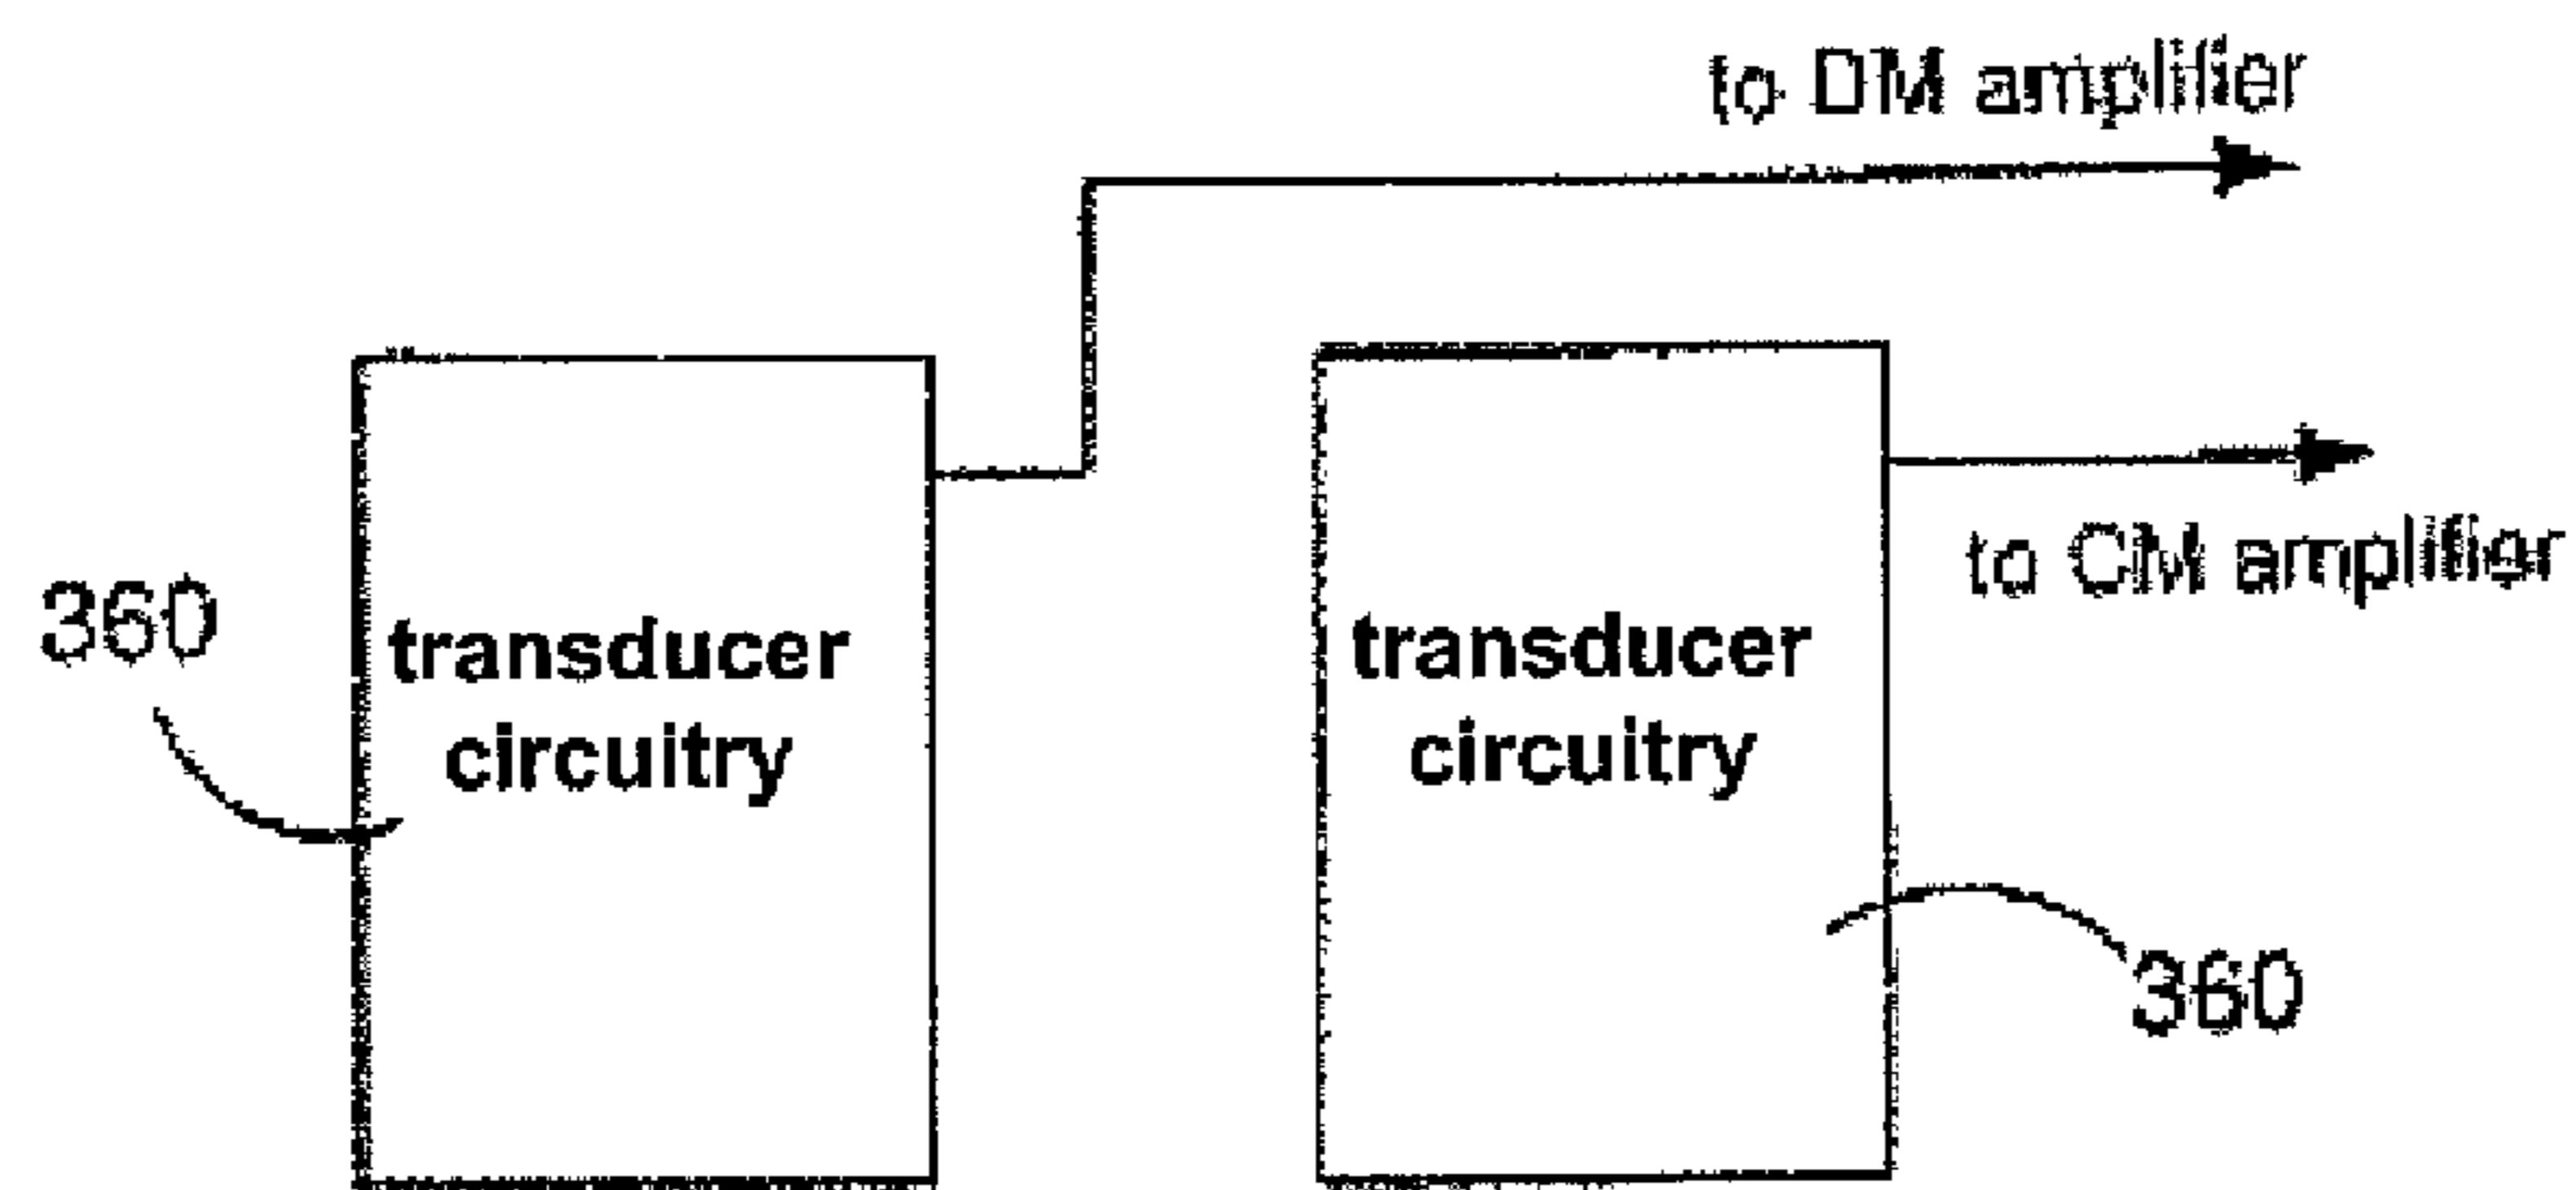 to DM amplifier
to CM amplifier
360
transducer
circuitry
transducer
circuitry
360